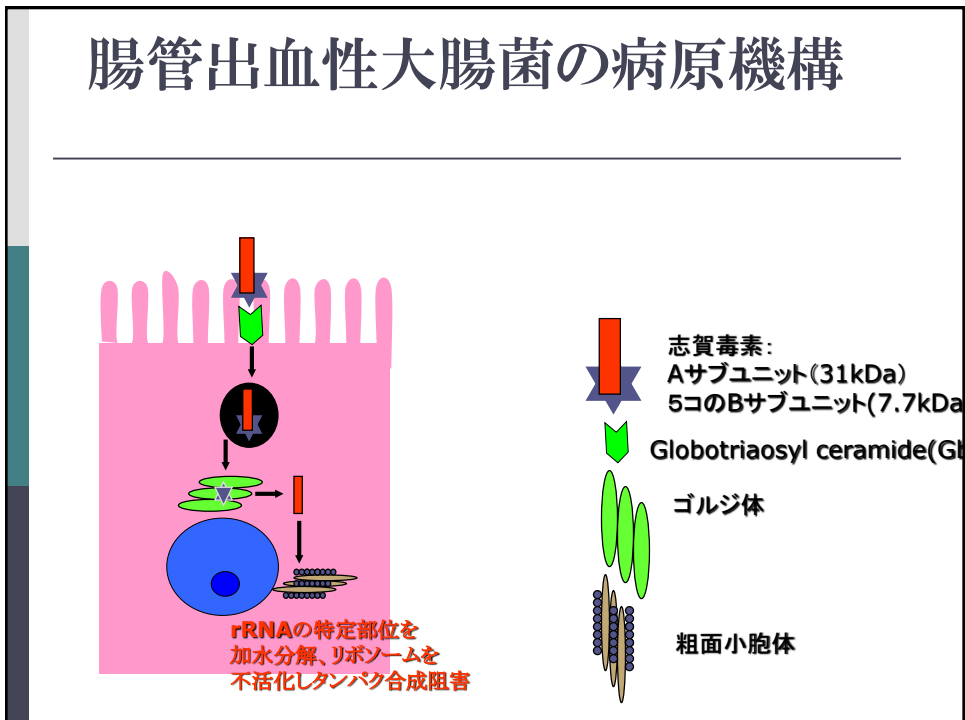 腸管出血性大腸菌の病原機構
志賀毒素:
Aサブユニット(31kDa)
5コのBサブユニット(7.7kDa
Globotriaosyl ceramide(Gb
ゴルジ体
粗面小胞体
rRNAの特定部位を
加水分解、リボソームを
不活化しタンパク合成阻害